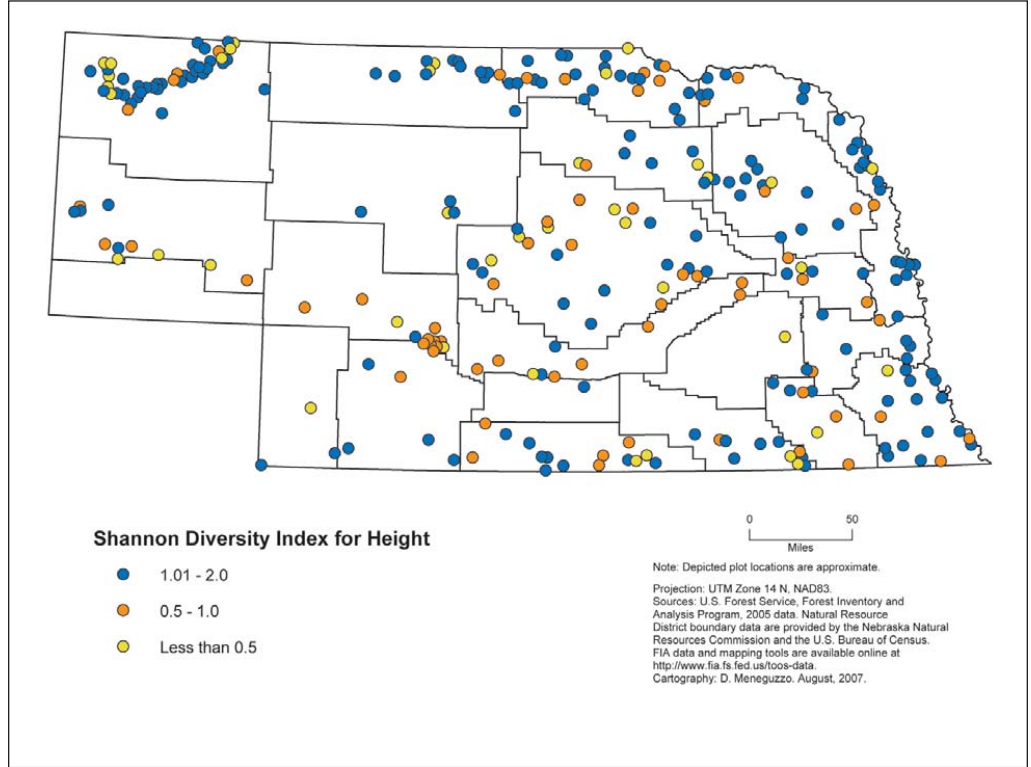 Shannon Diversity Index for Height
1.01 - 2.0
0.5 - 1.0
Less than 0.5
0 50
Miles
Note: Depicted plot locations are approximate.
Projection: UTM Zone 14 N, NAD83.
Sources: U.S. Forest Service, Forest Inventory and
Analysis Program, 2005 data. Natural Resource
District boundary data are provided by the Nebraska Natural
Resources Commission and the U.S. Bureau of Census.
FIA data and mapping tools are available online at
http://www.fia.fs.fed.us/toos-data.
Cartography: D. Meneguzzo. August, 2007.